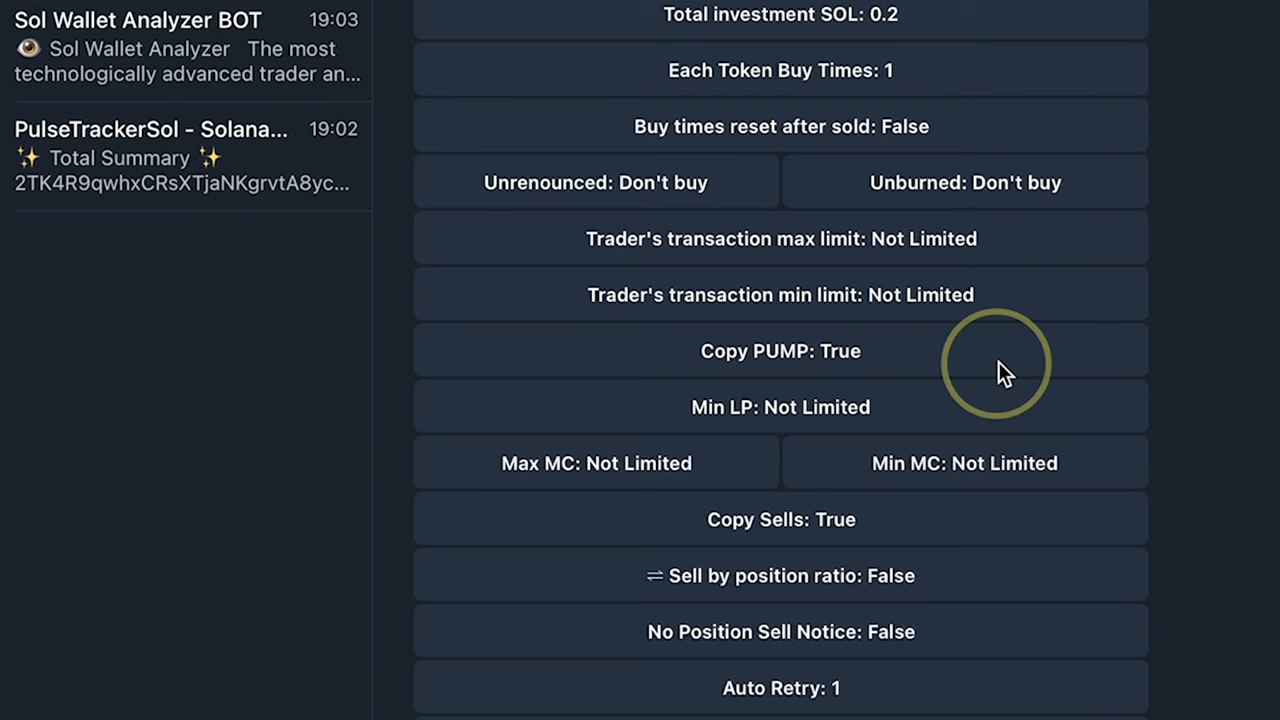 Sol Wallet Analyzer BOT 19:03
👁 Sol Wallet Analyzer The most
technologically advanced trader an...
PulseTrackerSol - Solana... 19:02
✨ Total Summary ✨
2TK4R9qwhxCRsXTjaNKgrvtA8yc...
Total investment SOL: 0.2
Each Token Buy Times: 1
Buy times reset after sold: False
Unrenounced: Don't buy
Unburned: Don't buy
Trader's transaction max limit: Not Limited
Trader's transaction min limit: Not Limited
Copy PUMP: True
Min LP: Not Limited
Max MC: Not Limited
Min MC: Not Limited
Copy Sells: True
⇌ Sell by position ratio: False
No Position Sell Notice: False
Auto Retry: 1